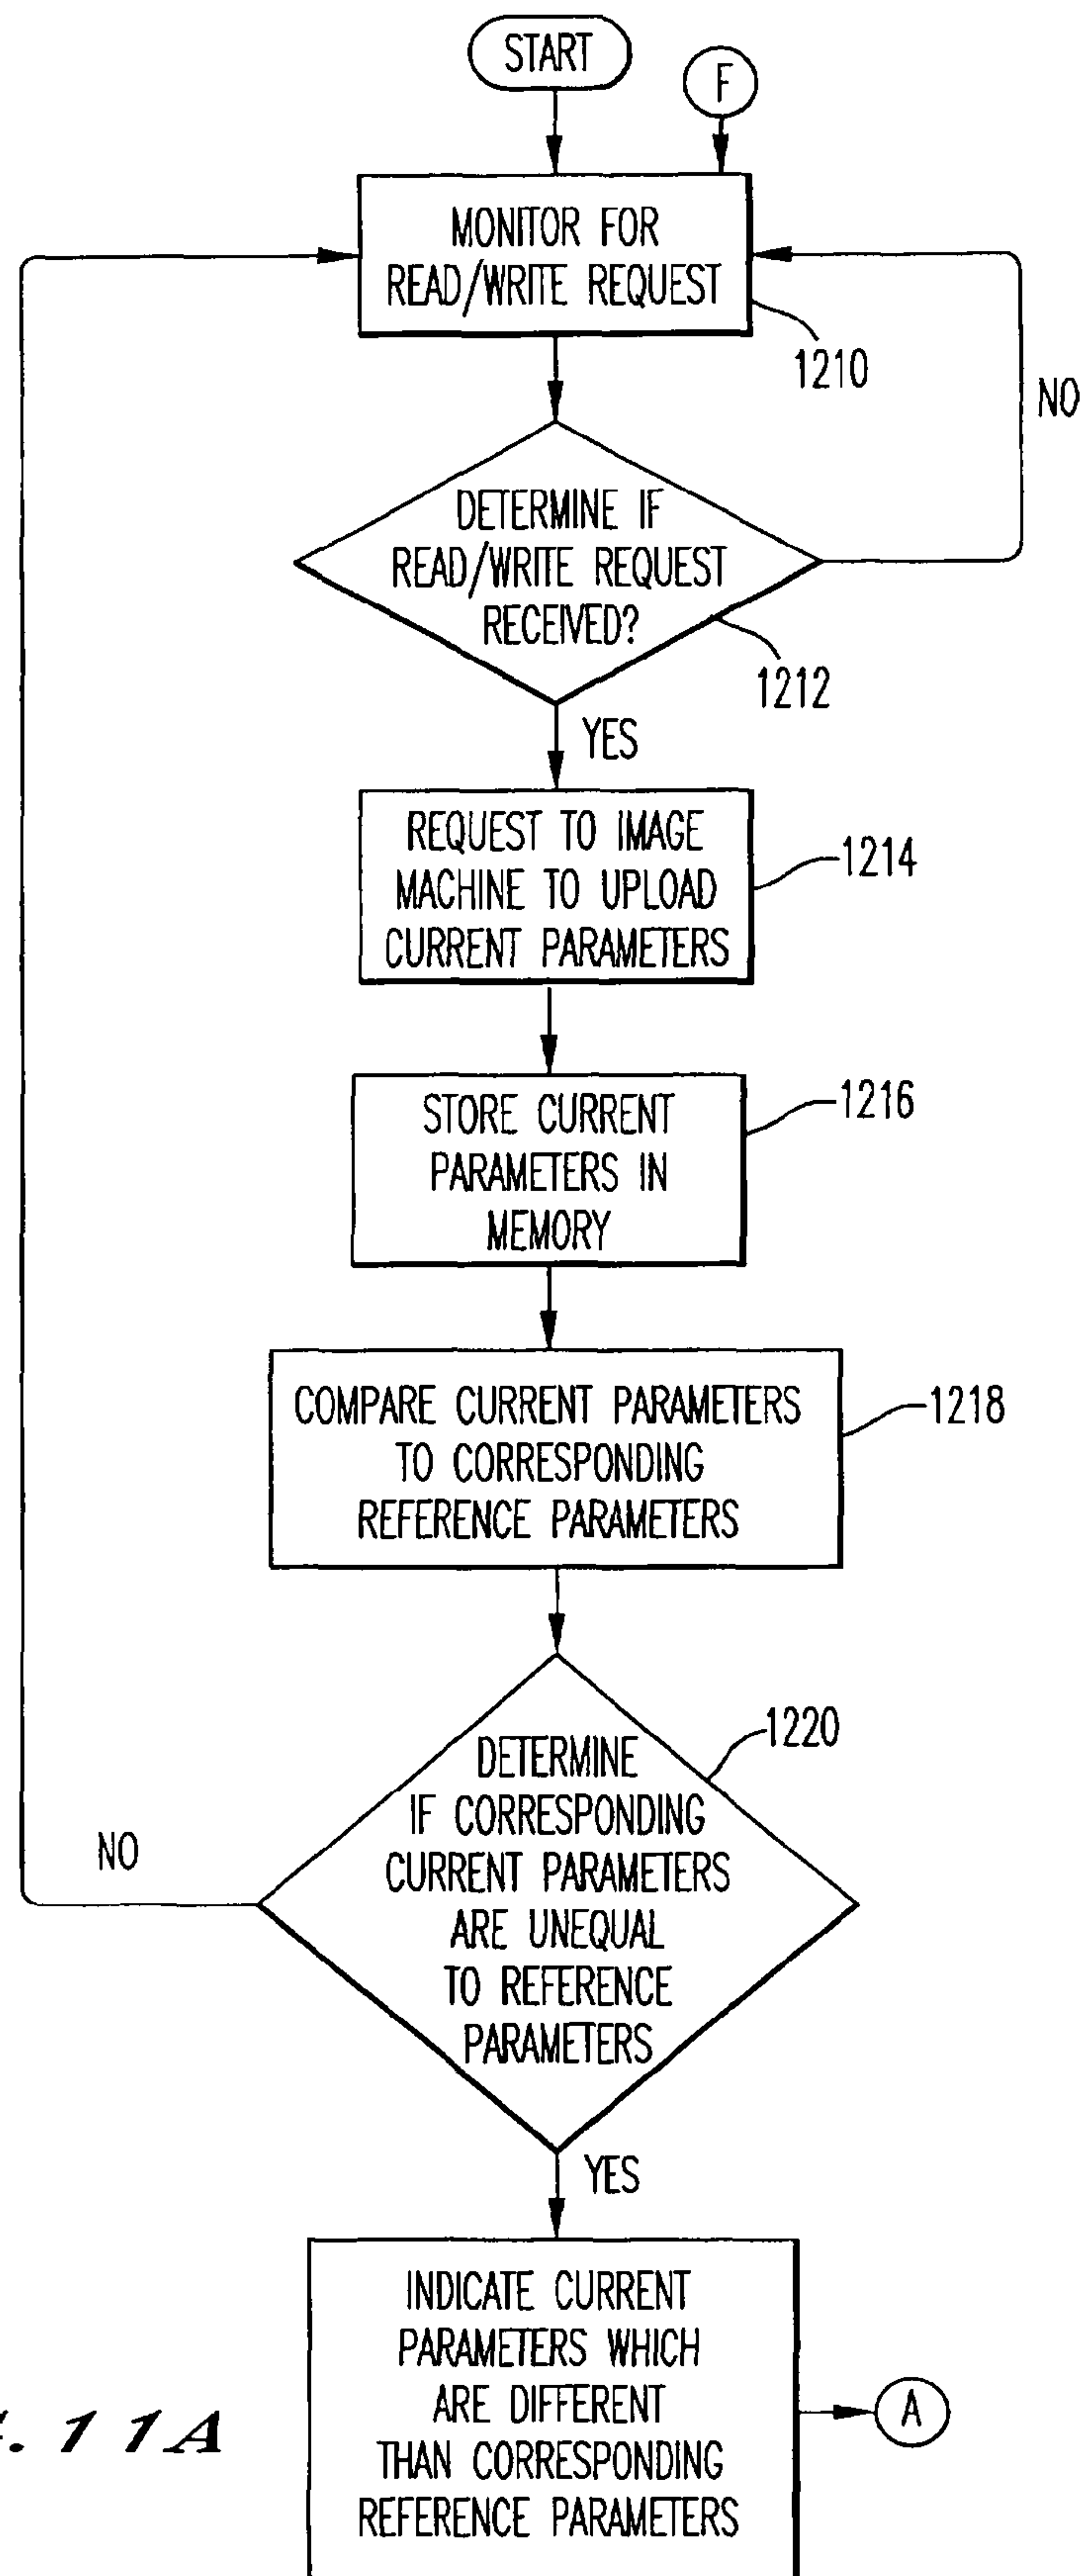 START
F
MONITOR FOR
READ/WRITE REQUEST
1210
NO
DETERMINE IF
READ/WRITE REQUEST
RECEIVED?
1212
YES
REQUEST TO IMAGE
MACHINE TO UPLOAD
CURRENT PARAMETERS
1214
STORE CURRENT
PARAMETERS IN
MEMORY
1216
COMPARE CURRENT PARAMETERS
TO CORRESPONDING
REFERENCE PARAMETERS
1218
DETERMINE
IF CORRESPONDING
CURRENT PARAMETERS
ARE UNEQUAL
TO REFERENCE
PARAMETERS
1220
NO
YES
INDICATE CURRENT
PARAMETERS WHICH
ARE DIFFERENT
THAN CORRESPONDING
REFERENCE PARAMETERS
A
. 11A